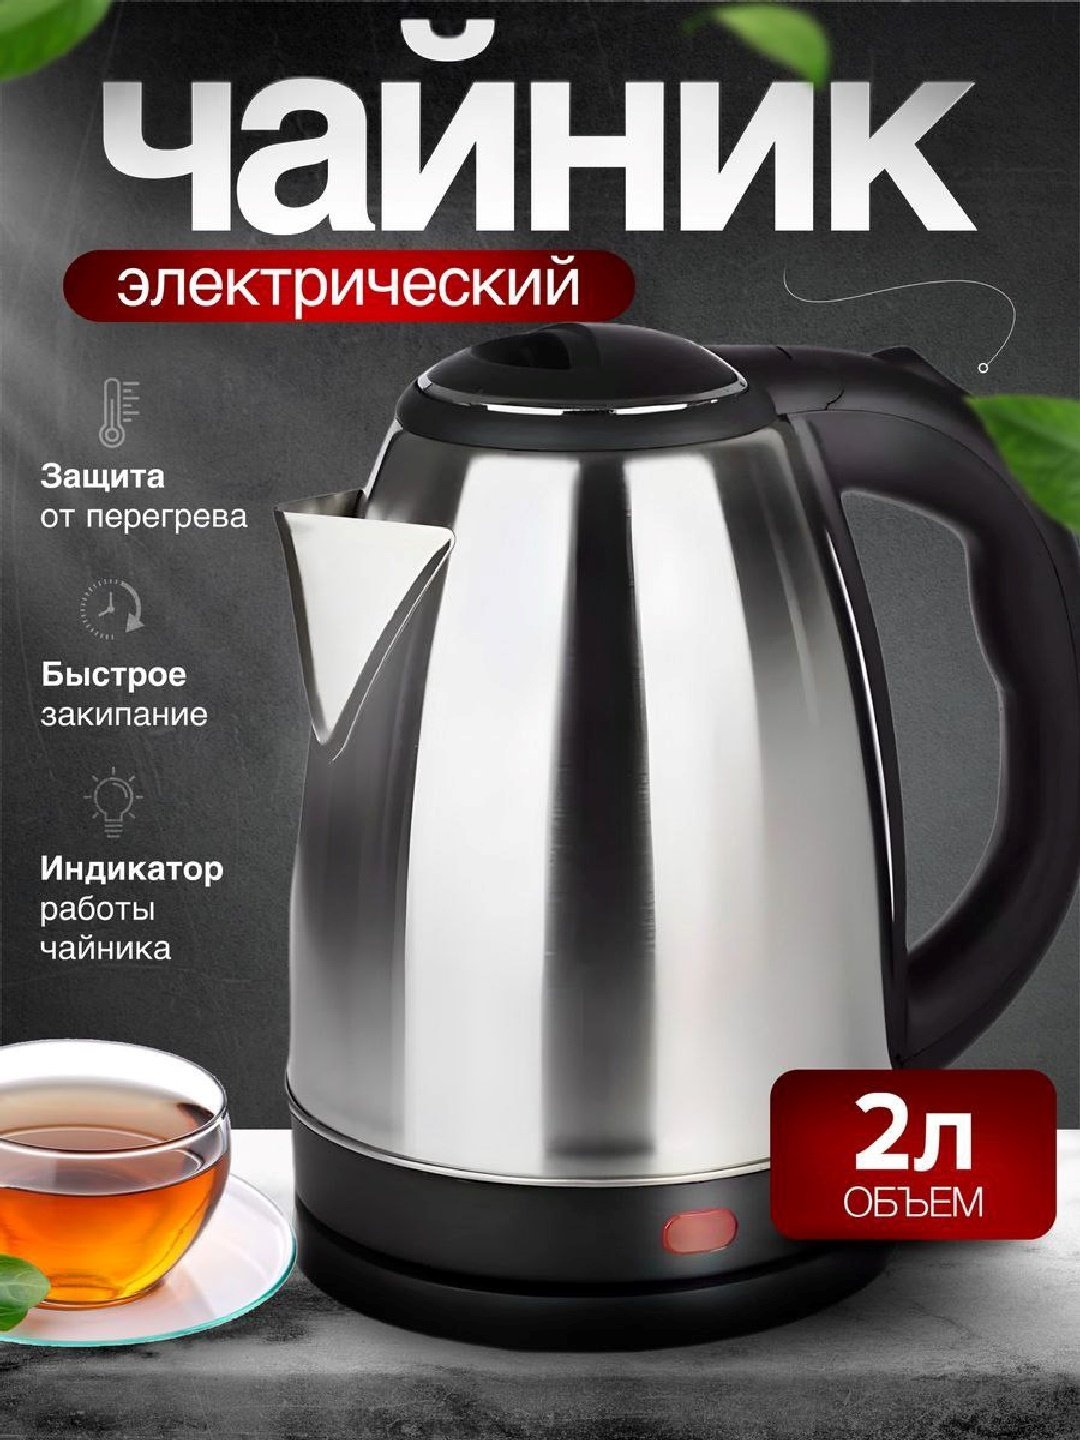 чайник
электрический
Защита
от перегрева
Быстрое
закипание
Индикатор
работы
чайника
2л
ОБЪЕМ